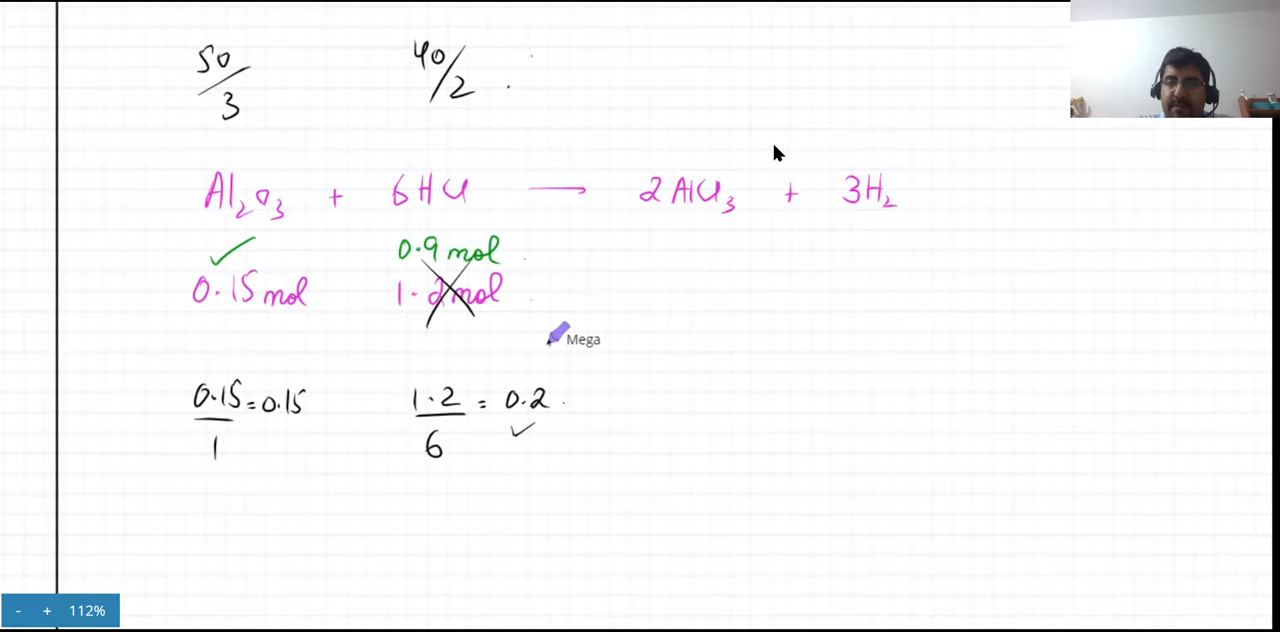 50/3 40/2 .
Al₂O₃ + 6HCl → 2AlCl₃ + 3H₂
✓ 0.9 mol
0.15 mol 1.2 mol
Mega
0.15/1 = 0.15 1.2/6 = 0.2 ✓
- + 112%